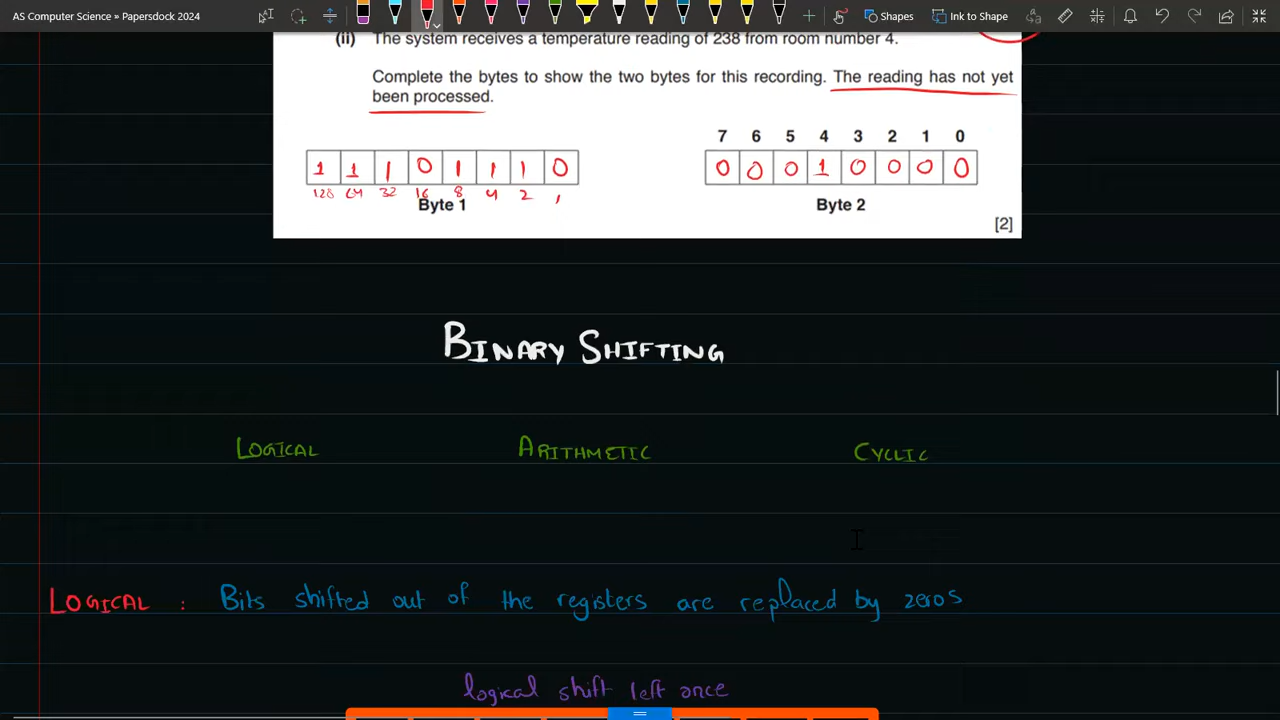 AS Computer Science » Papersdock 2024
Shapes
Ink to Shape
(ii) The system receives a temperature reading of 238 from room number 4.
Complete the bytes to show the two bytes for this recording. The reading has not yet
been processed.
7 6 5 4 3 2 1 0
1 1 1 0 1 1 1 0
0 0 0 1 0 0 0 0
128 64 32 16 8 4 2 1
Byte 1
Byte 2
[2]
BINARY SHIFTING
LOGICAL ARITHMETIC CYCLIC
LOGICAL : Bits shifted out of the registers are replaced by zeros
logical shift left once